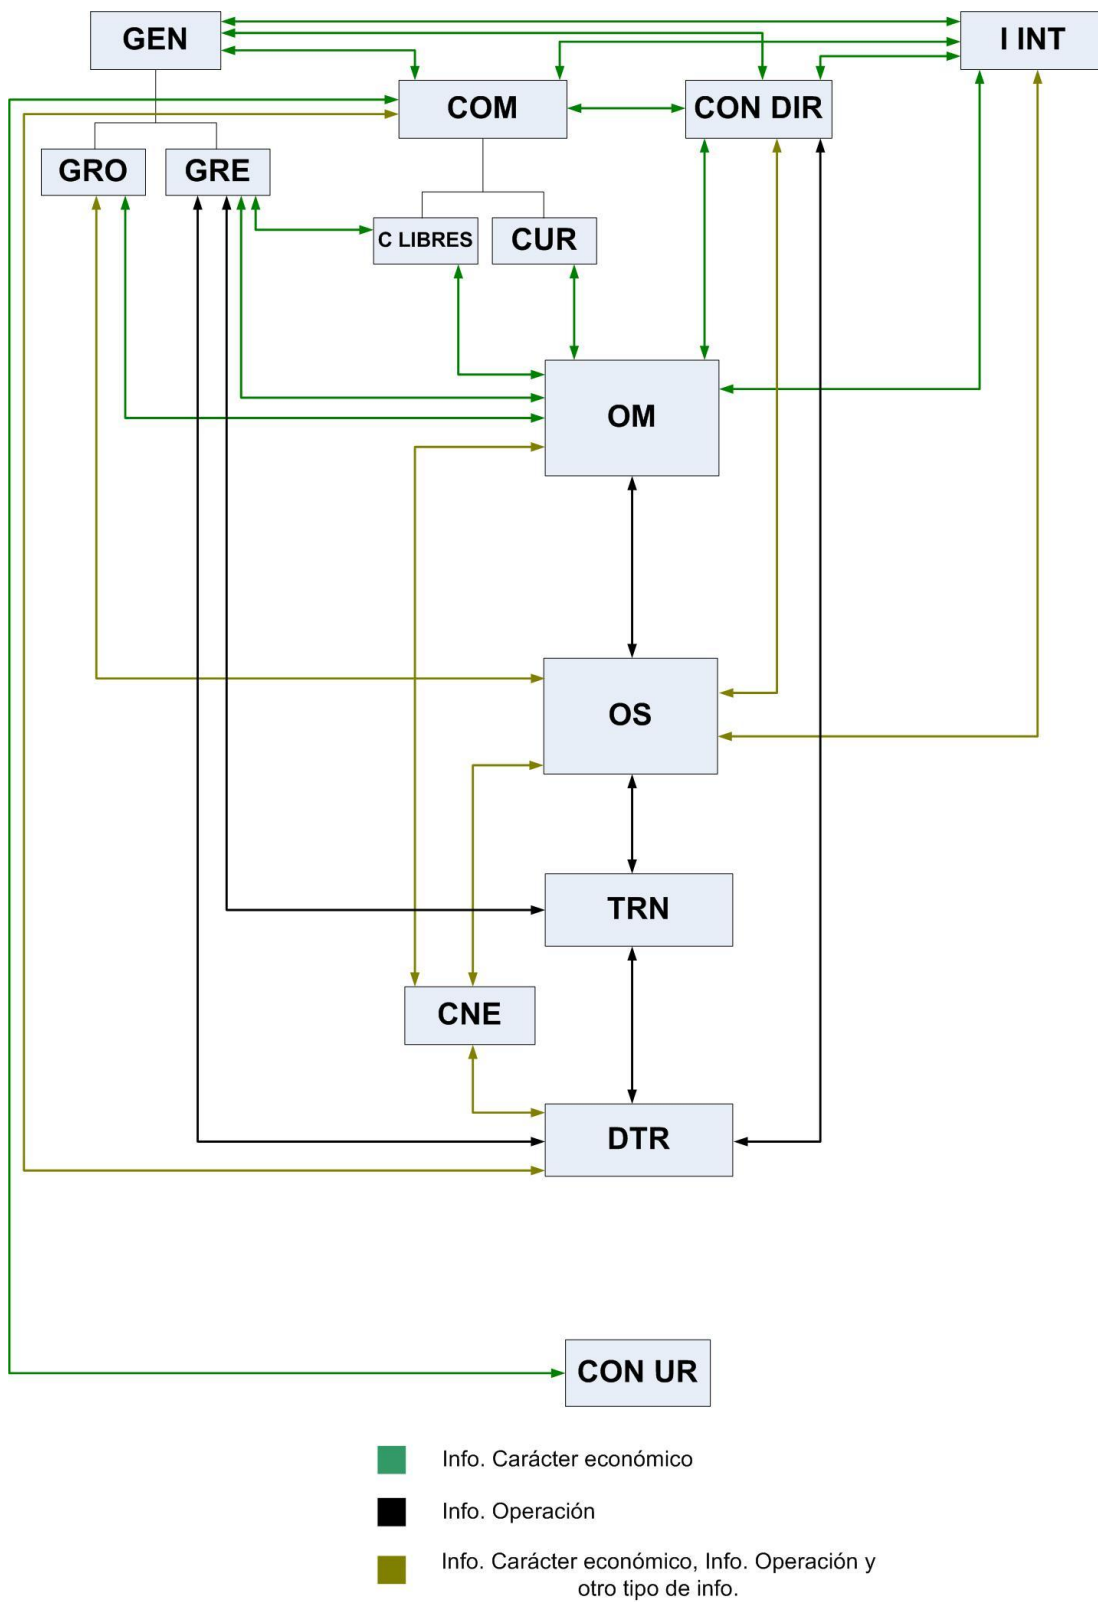 GEN
I INT
COM
CON DIR
GRO
GRE
C LIBRES
CUR
OM
OS
TRN
CNE
DTR
CON UR
Info. Carácter económico
Info. Operación
Info. Carácter económico, Info. Operación y
otro tipo de info.